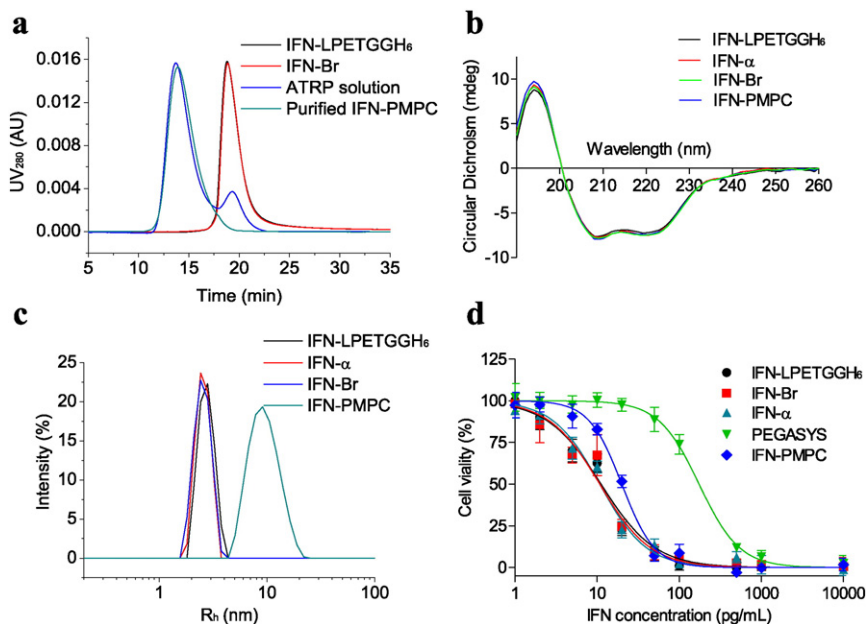 a
IFN-LPETGGH₆
IFN-Br
ATRP solution
Purified IFN-PMPC
0.016
0.012
0.008
0.004
0.000
UV₂₈₀ (AU)
5 10 15 20 25 30 35
Time (min)
b
IFN-LPETGGH₆
IFN-α
IFN-Br
IFN-PMPC
10
5
0
-5
-10
Circular Dichroism (mdeg)
Wavelength (nm)
200 210 220 230 240 250 260
c
IFN-LPETGGH₆
IFN-α
IFN-Br
IFN-PMPC
25
20
15
10
5
0
Intensity (%)
1 10 100
Rₕ (nm)
d
IFN-LPETGGH₆
IFN-Br
IFN-α
PEGASYS
IFN-PMPC
125
100
75
50
25
0
Cell viality (%)
1 10 100 1000 10000
IFN concentration (pg/mL)